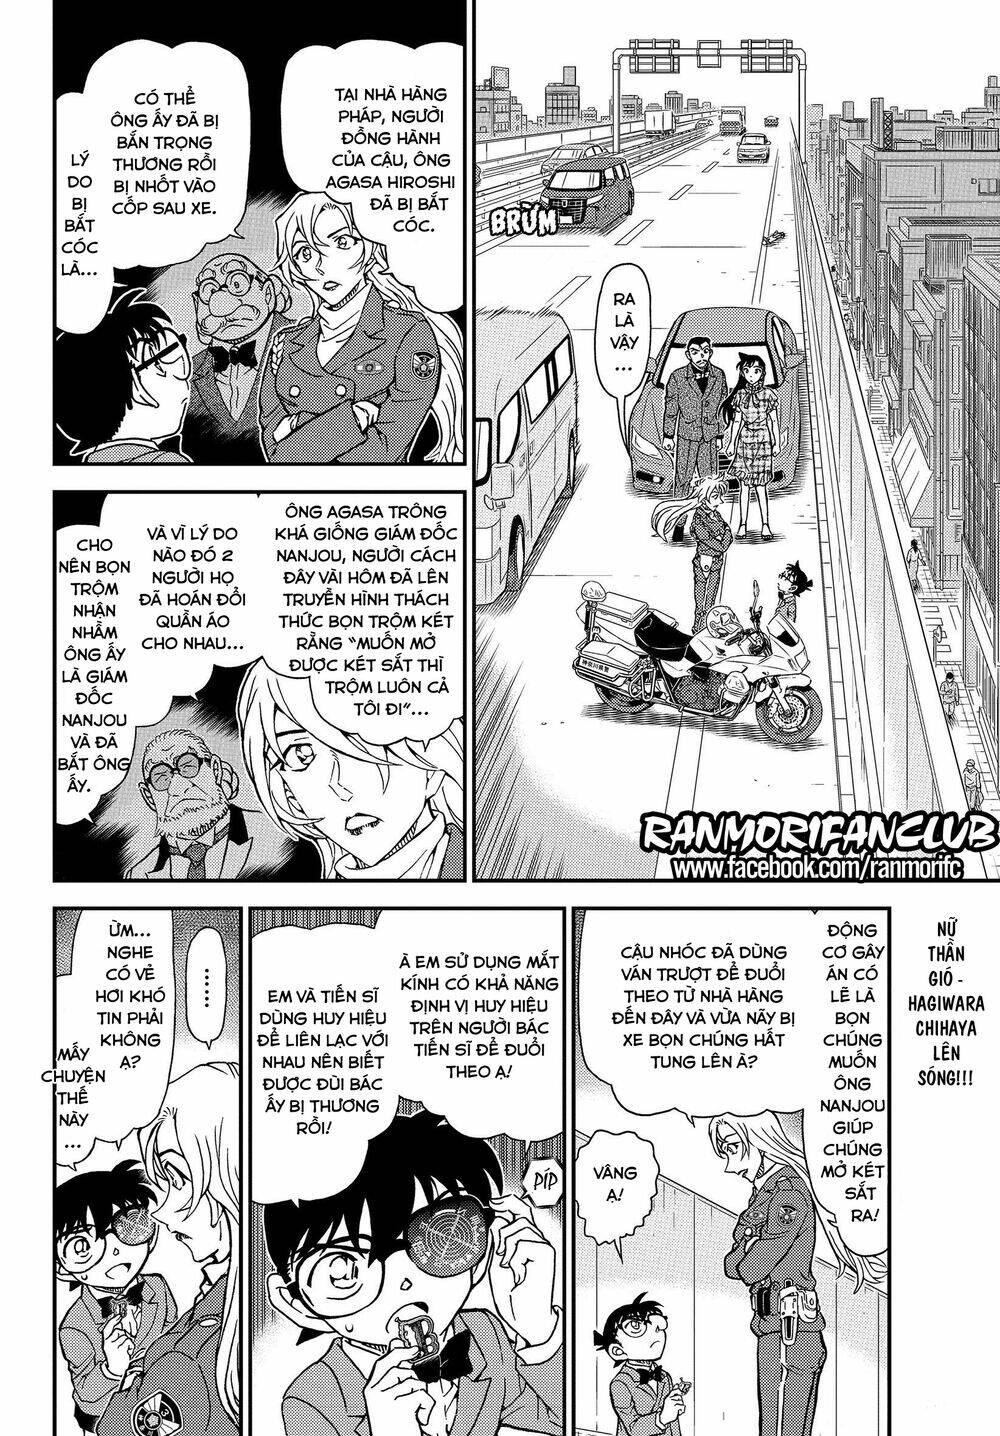 RA
LÀ
VẬY
...
BRỪM
神奈川県警
TẠI NHÀ HÀNG
PHÁP, NGƯỜI
ĐỒNG HÀNH
CỦA CẬU, ÔNG
AGASA HIROSHI
ĐÃ BỊ BẮT
CÓC.
CÓ THỂ
ÔNG ẤY ĐÃ BỊ
BẮN TRỌNG
THƯƠNG RỒI
BỊ NHỐT VÀO
CỐP SAU XE.
LÝ
DO
BỊ
BẮT
CÓC
LÀ...
ÔNG AGASA TRÔNG
KHÁ GIỐNG GIÁM ĐỐC
NANJOU, NGƯỜI CÁCH
ĐÂY VÀI HÔM ĐÃ LÊN
TRUYỀN HÌNH THÁCH
THỨC BỌN TRỘM KÉT
RẰNG “MUỐN MỞ
ĐƯỢC KÉT SẮT THÌ
TRỘM LUÔN CẢ
TÔI ĐI”...
VÀ VÌ LÝ DO
NÀO ĐÓ 2
NGƯỜI HỌ
ĐÃ HOÁN ĐỔI
QUẦN ÁO
CHO NHAU...
CHO
NÊN BỌN
TRỘM
NHẬN
NHẦM
ÔNG ẤY
LÀ GIÁM
ĐỐC
NANJOU
VÀ ĐÃ
BẮT ÔNG
ẤY.
RANMORIFANCLUB
www.facebook.com/ranmorifc
NỮ
THẦN
GIÓ -
HAGIWARA
CHIHAYA
LÊN
SÓNG!!!
ĐỘNG
CƠ GÂY
ÁN CÓ
LẼ LÀ
BỌN
CHÚNG
MUỐN
ÔNG
NANJOU
GIÚP
CHÚNG
MỞ KÉT
SẮT
RA!
CẬU NHÓC ĐÃ DÙNG
VÁN TRƯỢT ĐỂ ĐUỔI
THEO TỪ NHÀ HÀNG
ĐẾN ĐÂY VÀ VỪA NÃY BỊ
XE BỌN CHÚNG HẤT
TUNG LÊN À?
VÂNG
Ạ!
À EM SỬ DỤNG MẮT
KÍNH CÓ KHẢ NĂNG
ĐỊNH VỊ HUY HIỆU
TRÊN NGƯỜI BÁC
TIẾN SĨ ĐỂ ĐUỔI
THEO Ạ!
EM VÀ TIẾN SĨ
DÙNG HUY HIỆU
ĐỂ LIÊN LẠC VỚI
NHAU NÊN BIẾT
ĐƯỢC ĐÙI BÁC
ẤY BỊ THƯƠNG
RỒI!
PÍP
......
ỪM...
NGHE
CÓ VẺ
HƠI KHÓ
TIN PHẢI
KHÔNG
Ạ?
MẤY
CHUYỆN
THẾ
NÀY
...